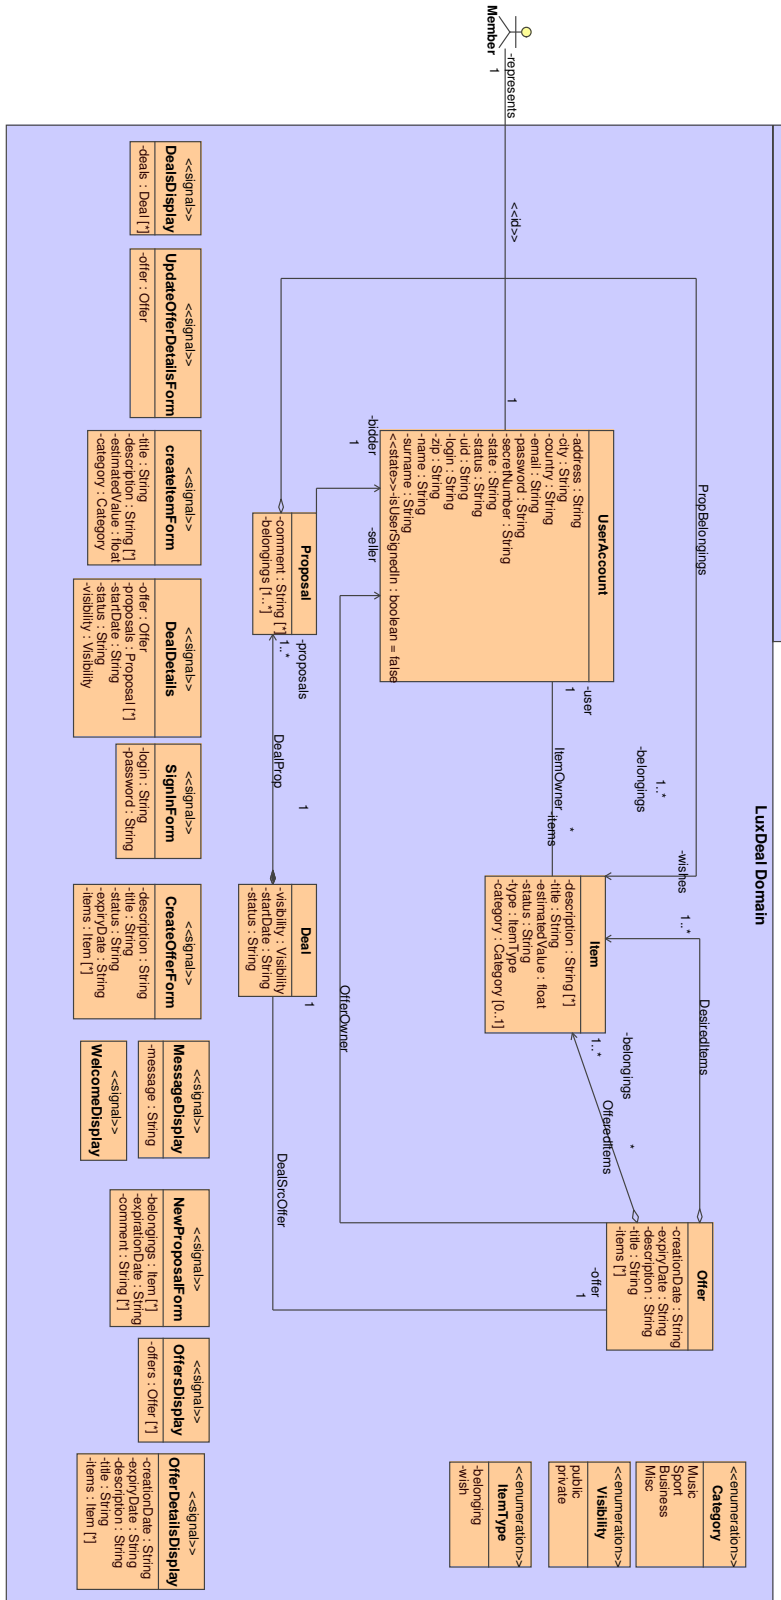 LuxDeal Domain
Member
-represents
1
<<id>>
1
UserAccount
-address : String
-city : String
-country : String
-email : String
-password : String
-secretNumber : String
-state : String
-status : String
-uid : String
-login : String
-zip : String
-name : String
-surname : String
<<state>>-isUserSignedIn : boolean = false
-bidder
1
-seller
PropBelongings
-belongings
1..*
-wishes
1..*
DesiredItems
-user
1
ItemOwner
-items
*
Item
-description : String [*]
-title : String
-estimatedValue : float
-status : String
-type : ItemType
-category : Category [0..1]
-belongings
1..*
OfferedItems
*
Offer
-creationDate : String
-expiryDate : String
-description : String
-title : String
-items [*]
-offer
1
OfferOwner
DealSrcOffer
Proposal
-comment : String [*]
-belongings [1..*]
-proposals
1..*
DealProp
1
Deal
-visibility : Visibility
-startDate : String
-status : String
1
<<enumeration>>
Category
Music
Sport
Business
Misc
<<enumeration>>
Visibility
public
private
<<enumeration>>
ItemType
-belonging
-wish
<<signal>>
DealsDisplay
-deals : Deal [*]
<<signal>>
UpdateOfferDetailsForm
-offer : Offer
<<signal>>
createItemForm
-title : String
-description : String [*]
-estimatedValue : float
-category : Category
<<signal>>
DealDetails
-offer : Offer
-proposals : Proposal [*]
-startDate : String
-status : String
-visibility : Visibility
<<signal>>
SignInForm
-login : String
-password : String
<<signal>>
CreateOfferForm
-description : String
-title : String
-status : String
-expiryDate : String
-items : Item [*]
<<signal>>
MessageDisplay
-message : String
<<signal>>
WelcomeDisplay
<<signal>>
NewProposalForm
-belongings : Item [*]
-expirationDate : String
-comment : String [*]
<<signal>>
OffersDisplay
-offers : Offer [*]
<<signal>>
OfferDetailsDisplay
-creationDate : String
-expiryDate : String
-description : String
-title : String
-items : Item [*]